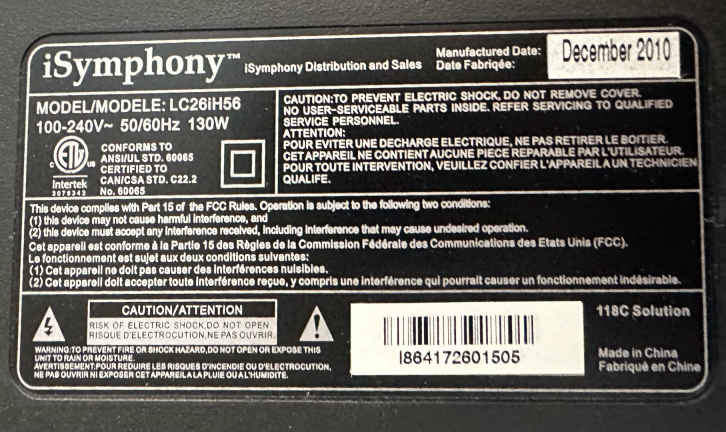 iSymphony™ iSymphony Distribution and Sales
Manufactured Date:
Date Fabriqée:
December 2010
MODEL/MODELE: LC26iH56
100-240V~ 50/60Hz 130W
ETL
C US
Intertek
3078343
CONFORMS TO
ANSI/UL STD. 60065
CERTIFIED TO
CAN/CSA STD. C22.2
No. 60065
CAUTION:TO PREVENT ELECTRIC SHOCK, DO NOT REMOVE COVER.
NO USER-SERVICEABLE PARTS INSIDE. REFER SERVICING TO QUALIFIED
SERVICE PERSONNEL.
ATTENTION:
POUR EVITER UNE DECHARGE ELECTRIQUE, NE PAS RETIRER LE BOITIER.
CET APPAREIL NE CONTIENT AUCUNE PIECE REPARABLE PAR L'UTILISATEUR.
POUR TOUTE INTERVENTION, VEUILLEZ CONFIER L'APPAREIL A UN TECHNICIEN
QUALIFE.
This device complies with Part 15 of the FCC Rules. Operation is subject to the following two conditions:
(1) this device may not cause harmful interference, and
(2) this device must accept any interference received, including interference that may cause undesired operation.
Cet appareil est conforme à la Partie 15 des Règles de la Commission Fédérale des Communications des Etats Unis (FCC).
Le fonctionnement est sujet aux deux conditions suivantes:
(1) Cet appareil ne doit pas causer des interférences nuisibles.
(2) Cet appareil doit accepter toute interférence reçue, y compris une interférence qui pourrait causer un fonctionnement indésirable.
CAUTION/ATTENTION
RISK OF ELECTRIC SHOCK,DO NOT OPEN
RISQUE D'ELECTROCUTION,NE PAS OUVRIR.
WARNING:TO PREVENT FIRE OR SHOCK HAZARD,DO NOT OPEN OR EXPOSE THIS
UNIT TO RAIN OR MOISTURE.
AVERTISSEMENT:POUR REDUIRE LES RISQUES D'INCENDIE OU D'ELECTROCUTION,
NE PAS OUVRIR NI EXPOSER CET APPAREIL A LA PLUIE OU A L'HUMIDITE.
I864172601505
118C Solution
Made in China
Fabriqué en Chine